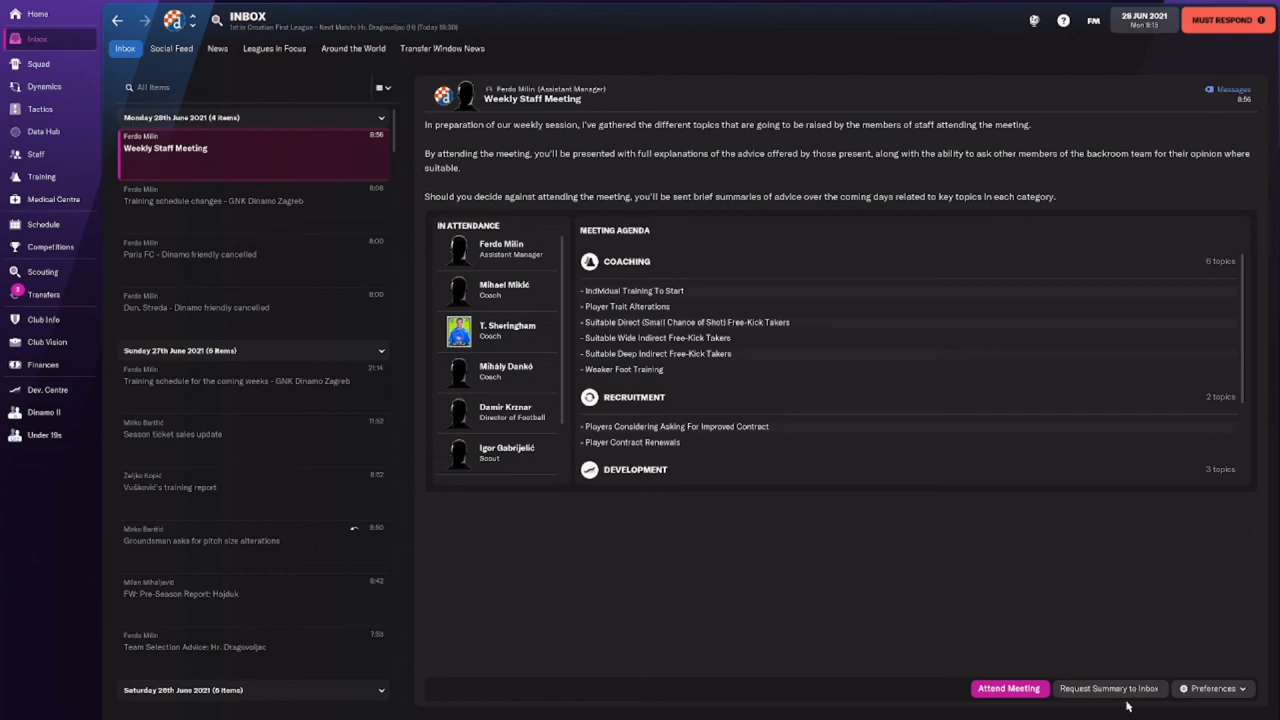 Home
Inbox
Squad
Dynamics
Tactics
Data Hub
Staff
Training
Medical Centre
Schedule
Competitions
Scouting
2
Transfers
Club Info
Club Vision
Finances
Dev. Centre
Dinamo II
Under 19s
INBOX
1st in Croatian First League - Next Match: Hr. Dragovoljac (H) (Today 19:30)
FM
28 JUN 2021
Mon 9:15
MUST RESPOND
Inbox
Social Feed
News
Leagues in Focus
Around the World
Transfer Window News
All Items
Monday 28th June 2021 (4 items)
Ferdo Milin
8:56
Weekly Staff Meeting
Ferdo Milin
8:08
Training schedule changes - GNK Dinamo Zagreb
Ferdo Milin
8:00
Paris FC - Dinamo friendly cancelled
Ferdo Milin
8:00
Dun. Streda - Dinamo friendly cancelled
Sunday 27th June 2021 (6 items)
Ferdo Milin
21:14
Training schedule for the coming weeks - GNK Dinamo Zagreb
Mirko Barišić
11:52
Season ticket sales update
Željko Kopić
8:52
Vušković's training report
Mirko Barišić
8:50
Groundsman asks for pitch size alterations
Milan Mihaljević
8:42
FW: Pre-Season Report: Hajduk
Ferdo Milin
7:53
Team Selection Advice: Hr. Dragovoljac
Saturday 26th June 2021 (5 items)
Ferdo Milin (Assistant Manager)
Weekly Staff Meeting
Messages
8:56
In preparation of our weekly session, I've gathered the different topics that are going to be raised by the members of staff attending the meeting.
By attending the meeting, you'll be presented with full explanations of the advice offered by those present, along with the ability to ask other members of the backroom team for their opinion where
suitable.
Should you decide against attending the meeting, you'll be sent brief summaries of advice over the coming days related to key topics in each category.
IN ATTENDANCE
Ferdo Milin
Assistant Manager
Mihael Mikić
Coach
T. Sheringham
Coach
Mihály Dankó
Coach
Damir Krznar
Director of Football
Igor Gabrijelić
Scout
MEETING AGENDA
COACHING
6 topics
- Individual Training To Start
- Player Trait Alterations
- Suitable Direct (Small Chance of Shot) Free-Kick Takers
- Suitable Wide Indirect Free-Kick Takers
- Suitable Deep Indirect Free-Kick Takers
- Weaker Foot Training
RECRUITMENT
2 topics
- Players Considering Asking For Improved Contract
- Player Contract Renewals
DEVELOPMENT
3 topics
Attend Meeting
Request Summary to Inbox
Preferences